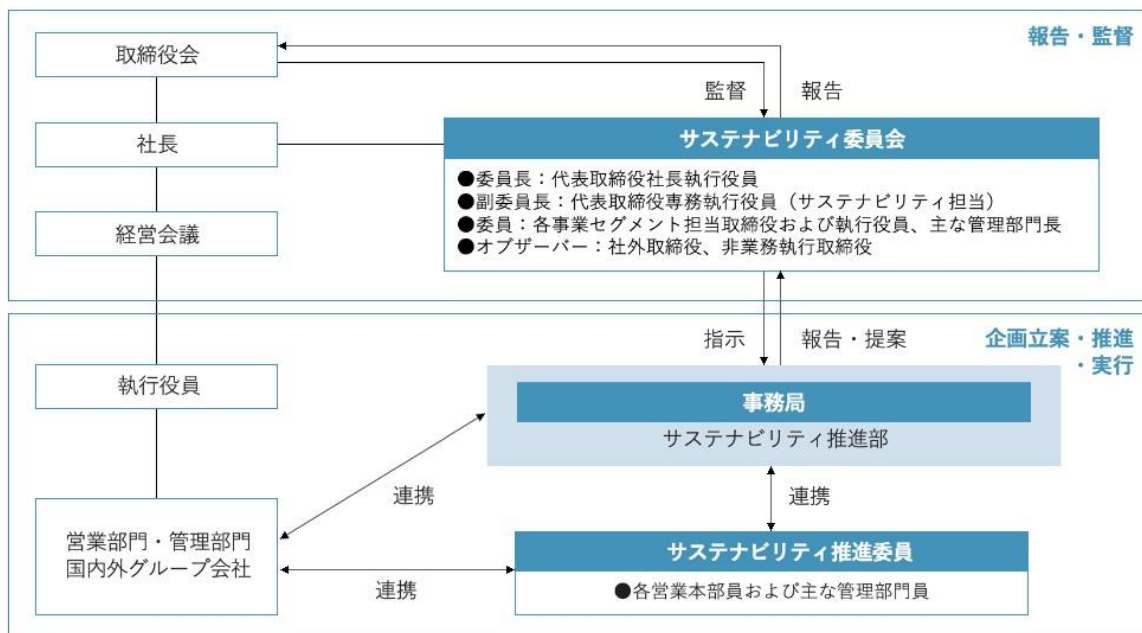 報告・監督
取締役会
監督
報告
社長
サステナビリティ委員会
●委員長：代表取締役社長執行役員
●副委員長：代表取締役専務執行役員（サステナビリティ担当）
●委員：各事業セグメント担当取締役および執行役員、主な管理部門長
●オブザーバー：社外取締役、非業務執行取締役
経営会議
指示
報告・提案
企画立案・推進
・実行
執行役員
事務局
サステナビリティ推進部
連携
連携
営業部門・管理部門
国内外グループ会社
サステナビリティ推進委員
●各営業本部員および主な管理部門員
連携